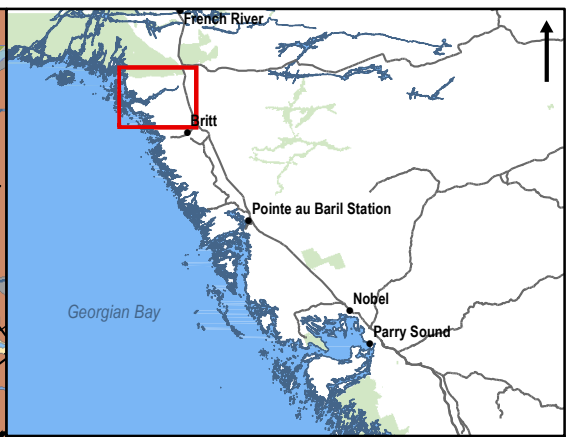 French River
Britt
Pointe au Baril Station
Georgian Bay
Nobel
Parry Sound